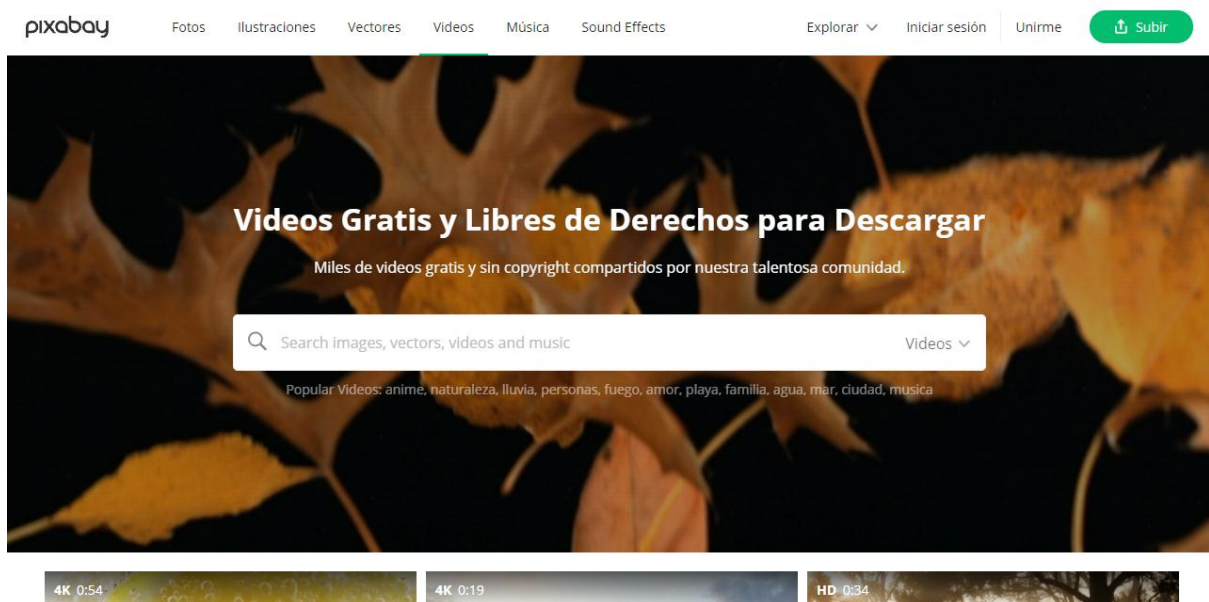 pixabay Fotos Ilustraciones Vectores Videos Música Sound Effects Explorar Iniciar sesión Unirme Subir
Videos Gratis y Libres de Derechos para Descargar
Miles de videos gratis y sin copyright compartidos por nuestra talentosa comunidad.
Search images, vectors, videos and music Videos
Popular Videos: anime, naturaleza, lluvia, personas, fuego, amor, playa, familia, agua, mar, ciudad, musica
4K 0:54 4K 0:19 HD 0:34